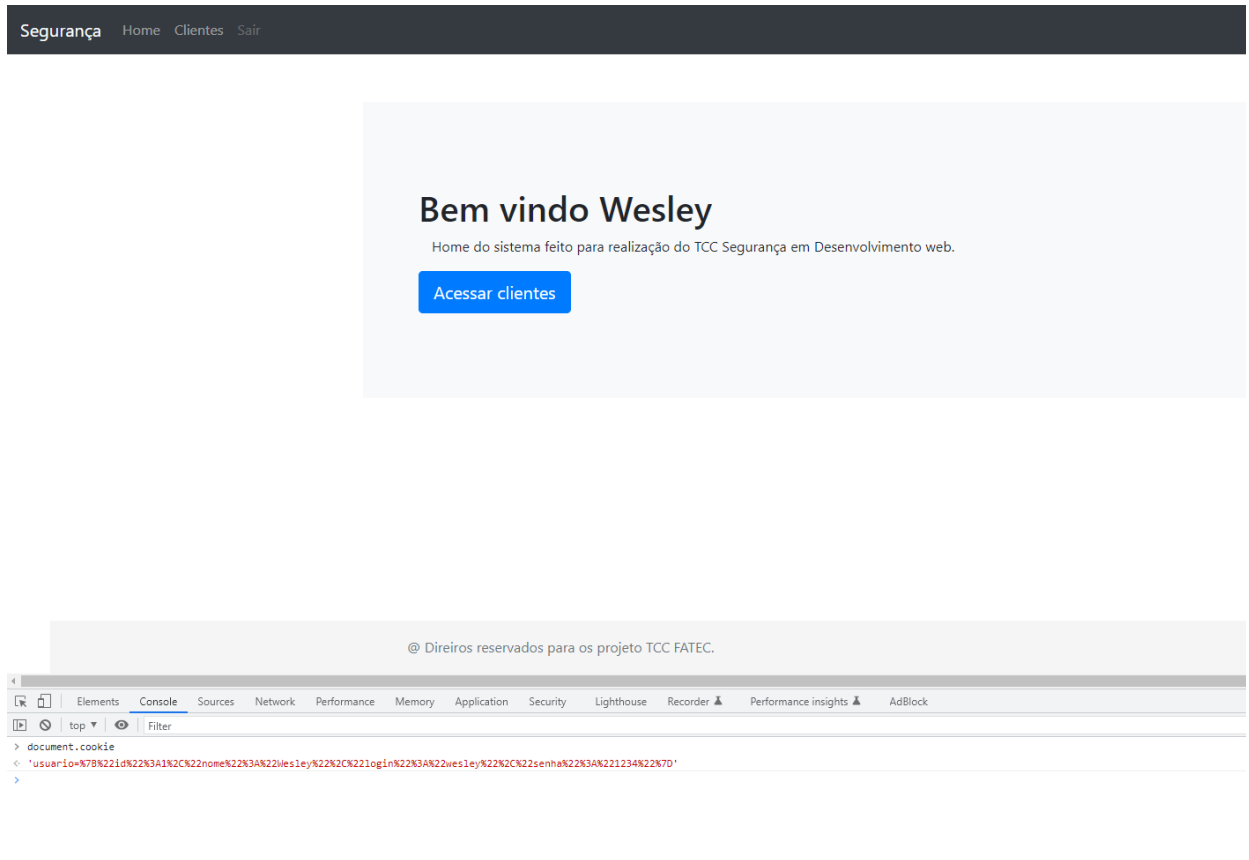 Segurança Home Clientes Sair
Bem vindo Wesley
Home do sistema feito para realização do TCC Segurança em Desenvolvimento web.
Acessar clientes
@ Direiros reservados para os projeto TCC FATEC.
Elements Console Sources Network Performance Memory Application Security Lighthouse Recorder Performance insights AdBlock
top ▼ Filter
> document.cookie
'usuario=%7B%22id%22%3A1%2C%22nome%22%3A%22Wesley%22%2C%22login%22%3A%22wesley%22%2C%22senha%22%3A%221234%22%7D'
>